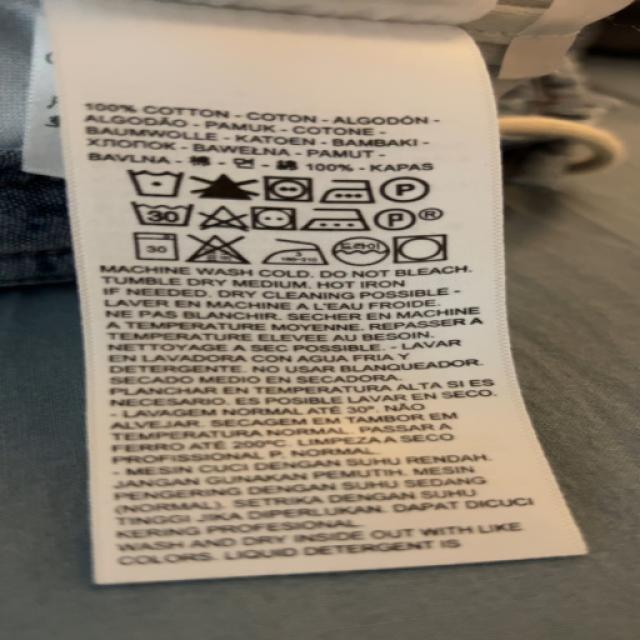 100% COTTON - COTON - ALGODÓN -
ALGODÃO - PAMUK - COTONE -
BAUMWOLLE - KATOEN - BAMBAKI -
ХЛОПОК - BAWEŁNA - PAMUT -
BAVLNA - 棉 - 면 - 綿 100% - KAPAS
30
30
MACHINE WASH COLD. DO NOT BLEACH.
TUMBLE DRY MEDIUM. HOT IRON
IF NEEDED. DRY CLEANING POSSIBLE -
LAVER EN MACHINE A L'EAU FROIDE.
NE PAS BLANCHIR. SECHER EN MACHINE
A TEMPERATURE MOYENNE. REPASSER A
TEMPERATURE ELEVEE AU BESOIN.
NETTOYAGE A SEC POSSIBLE. - LAVAR
EN LAVADORA CON AGUA FRIA Y
DETERGENTE. NO USAR BLANQUEADOR.
SECADO MEDIO EN SECADORA.
PLANCHAR EN TEMPERATURA ALTA SI ES
NECESARIO. ES POSIBLE LAVAR EN SECO.
- LAVAGEM NORMAL ATÉ 30°. NÃO
ALVEJAR. SECAGEM EM TAMBOR EM
TEMPERATURA NORMAL. PASSAR A
FERRO ATÉ 200°C. LIMPEZA A SECO
PROFISSIONAL P. NORMAL.
- MESIN CUCI DENGAN SUHU RENDAH.
JANGAN GUNAKAN PEMUTIH. MESIN
PENGERING DENGAN SUHU SEDANG
(NORMAL). SETRIKA DENGAN SUHU
TINGGI, JIKA DIPERLUKAN. DAPAT DICUCI
KERING PROFESIONAL.
WASH AND DRY INSIDE OUT WITH LIKE
COLORS. LIQUID DETERGENT IS